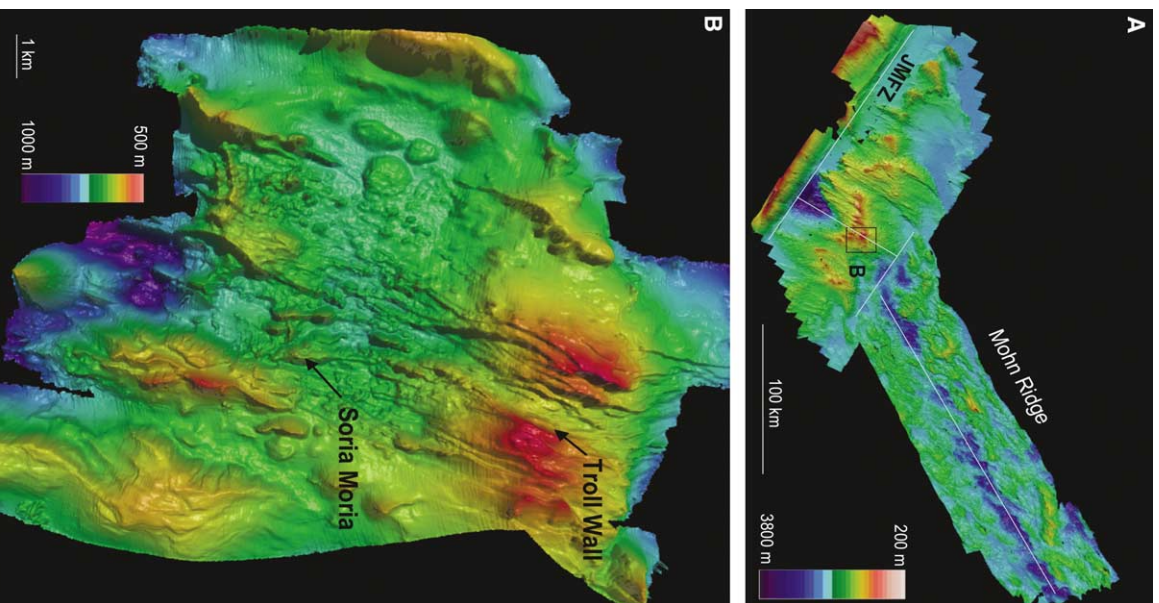 A
JMFZ
B
Mohn Ridge
100 km
200 m
3800 m
B
Troll Wall
Soria Moria
500 m
1000 m
1 km